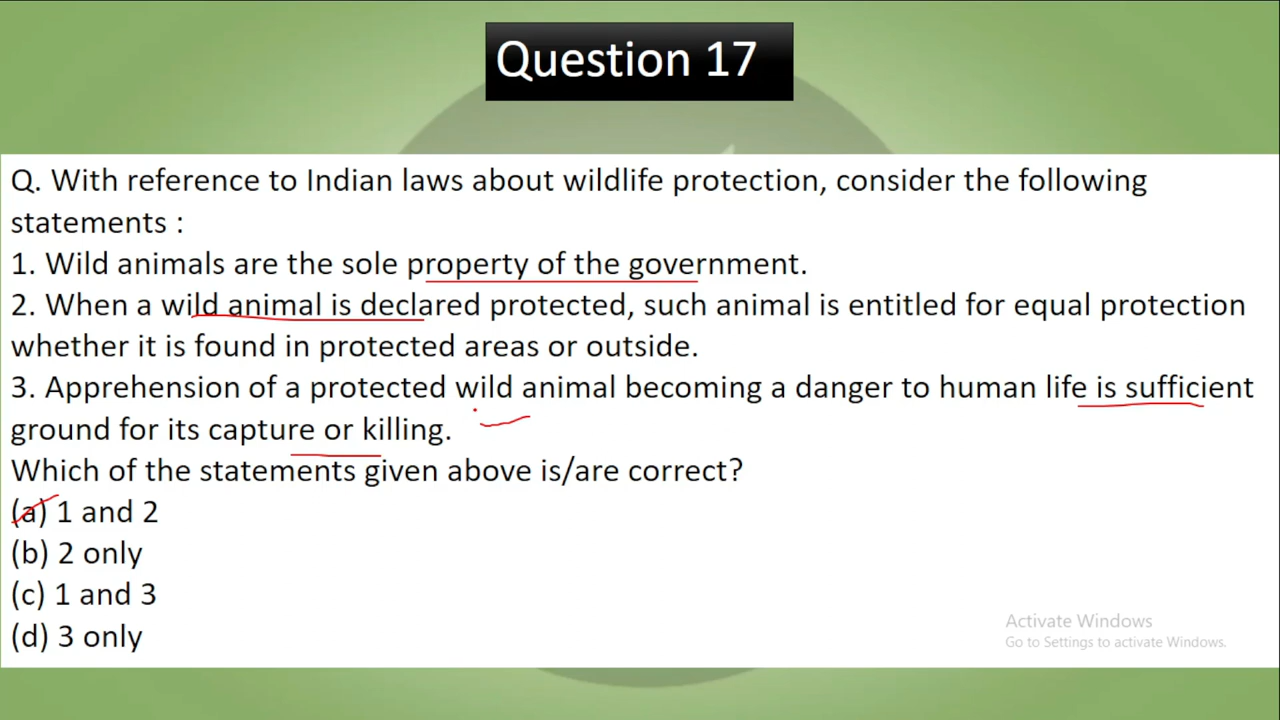 Question 17
Q. With reference to Indian laws about wildlife protection, consider the following
statements :
1. Wild animals are the sole property of the government.
2. When a wild animal is declared protected, such animal is entitled for equal protection
whether it is found in protected areas or outside.
3. Apprehension of a protected wild animal becoming a danger to human life is sufficient
ground for its capture or killing.
Which of the statements given above is/are correct?
(a) 1 and 2
(b) 2 only
(c) 1 and 3
(d) 3 only
Activate Windows
Go to Settings to activate Windows.